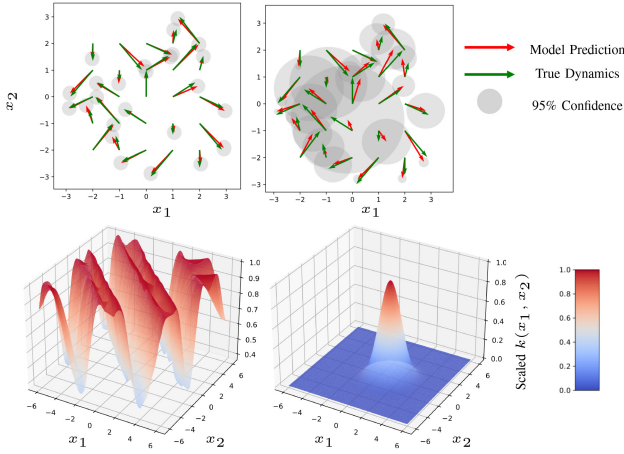 3
2
1
0
−1
−2
−3
−3 −2 −1 0 1 2 3
x2
x1
3
2
1
0
−1
−2
−3
−3 −2 −1 0 1 2 3
x1
Model Prediction
True Dynamics
95% Confidence
1.0
0.9
0.8
0.7
0.6
0.5
0.4
−6 −4 −2 0 2 4 6
−6 −4 −2 0 2 4 6
x1
x2
1.0
0.8
0.6
0.4
0.2
0.0
−6 −4 −2 0 2 4 6
−6 −4 −2 0 2 4 6
x1
x2
Scaled k(x1, x2)
1.0
0.8
0.6
0.4
0.2
0.0